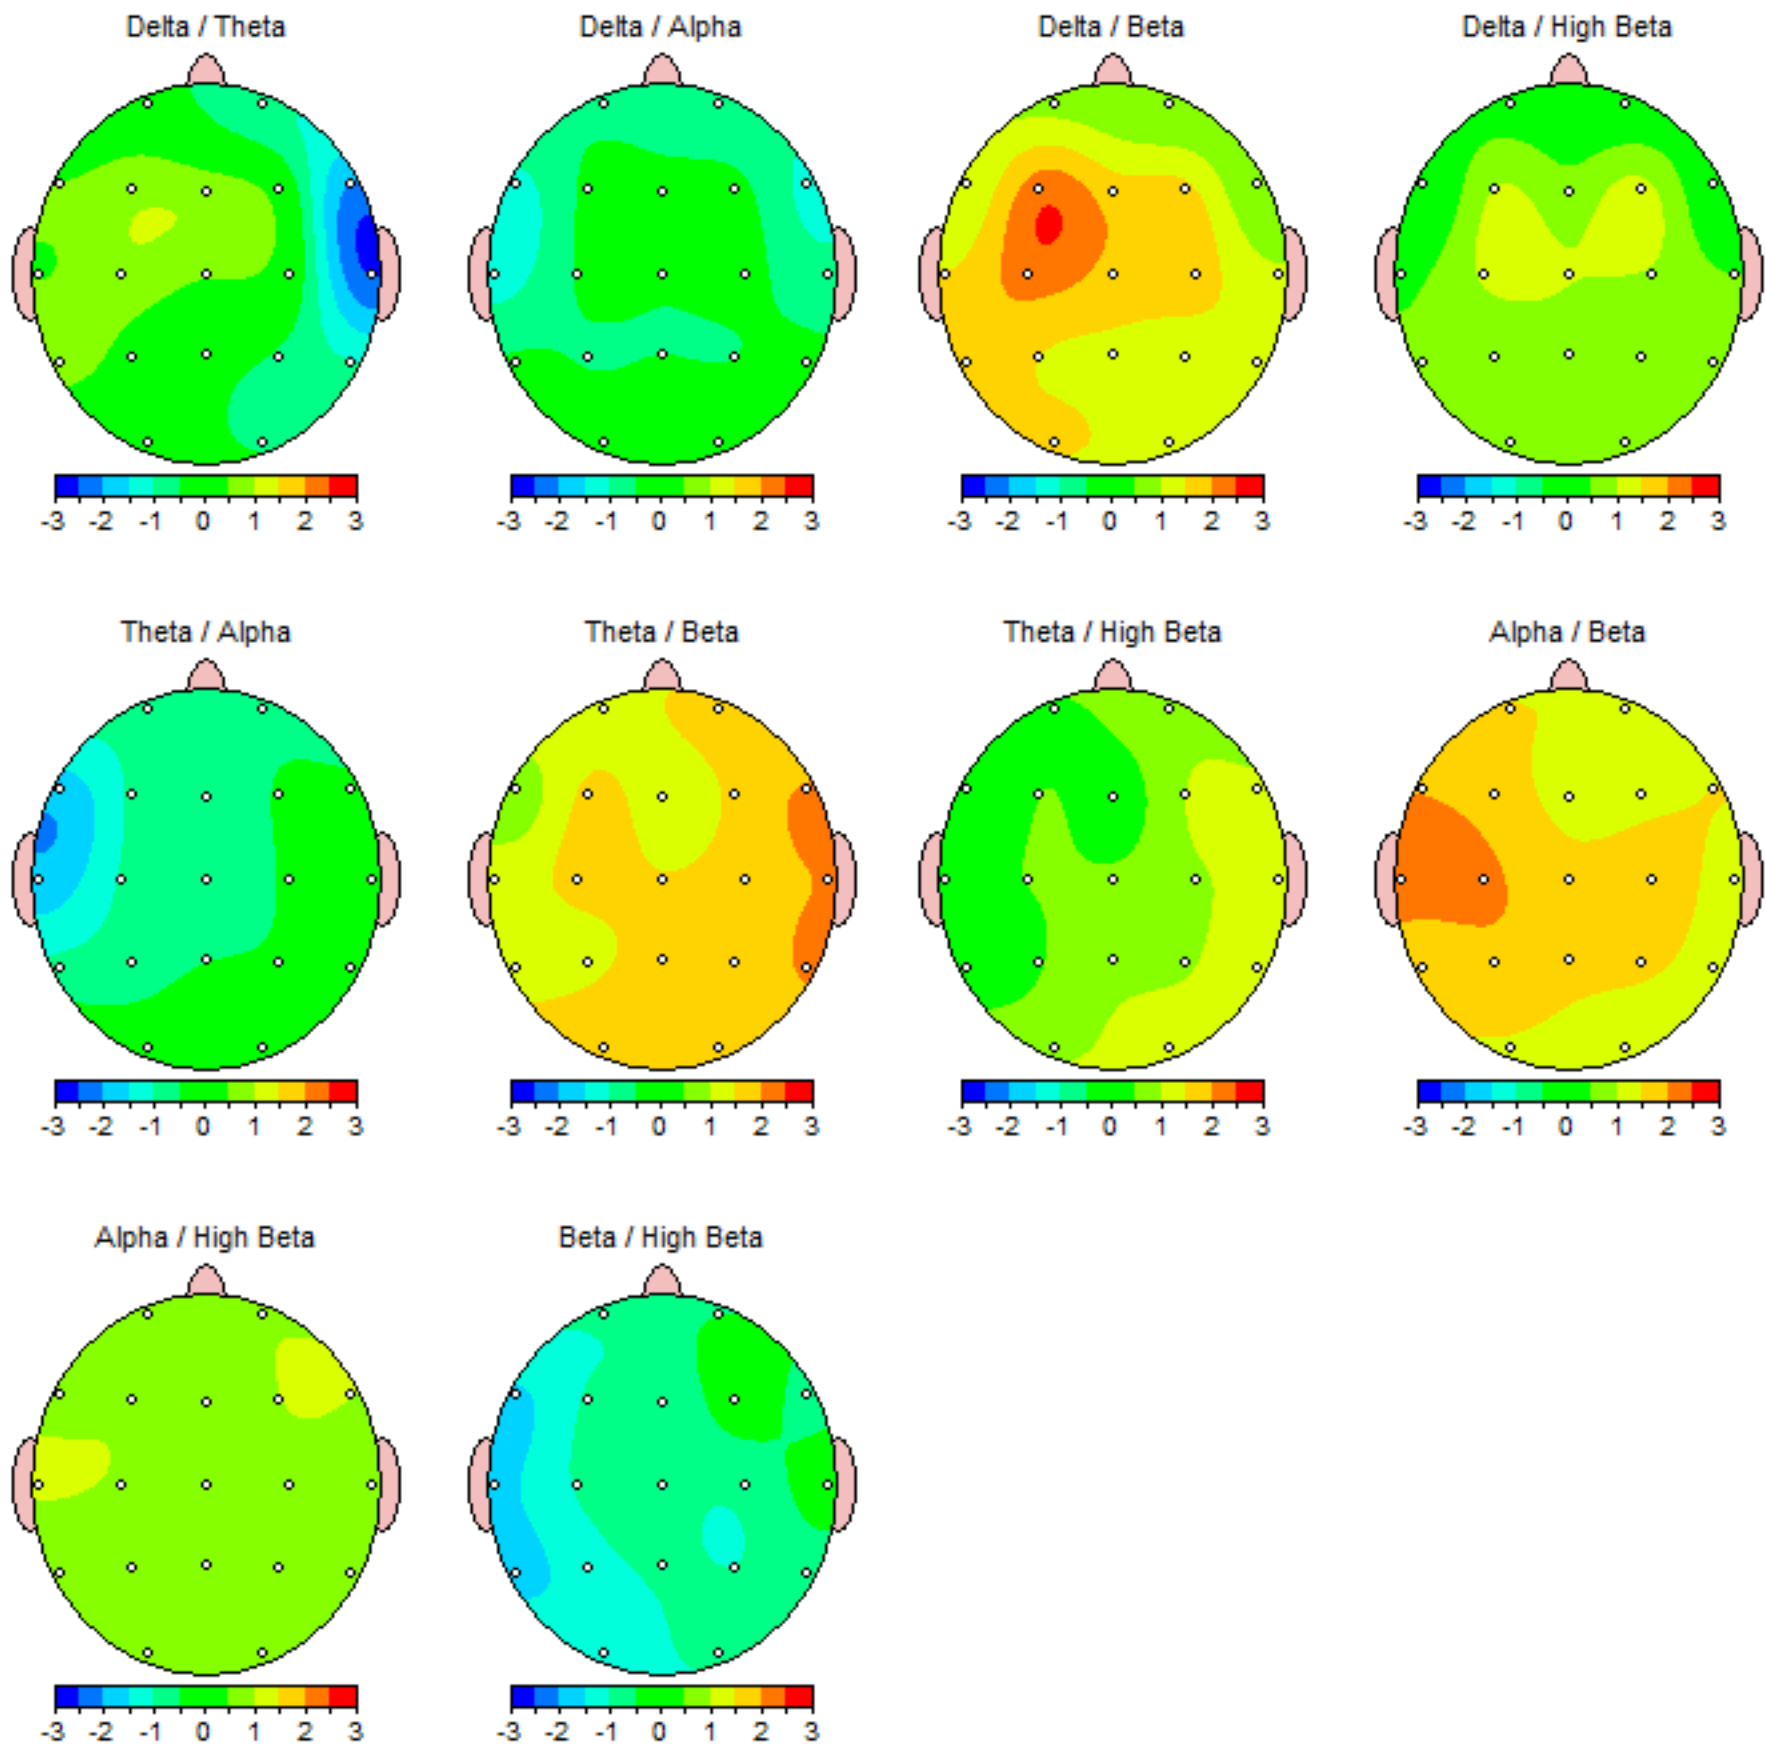 Delta / Theta Delta / Alpha Delta / Beta Delta / High Beta
-3 -2 -1 0 1 2 3 -3 -2 -1 0 1 2 3 -3 -2 -1 0 1 2 3 -3 -2 -1 0 1 2 3
Theta / Alpha Theta / Beta Theta / High Beta Alpha / Beta
-3 -2 -1 0 1 2 3 -3 -2 -1 0 1 2 3 -3 -2 -1 0 1 2 3 -3 -2 -1 0 1 2 3
Alpha / High Beta Beta / High Beta
-3 -2 -1 0 1 2 3 -3 -2 -1 0 1 2 3